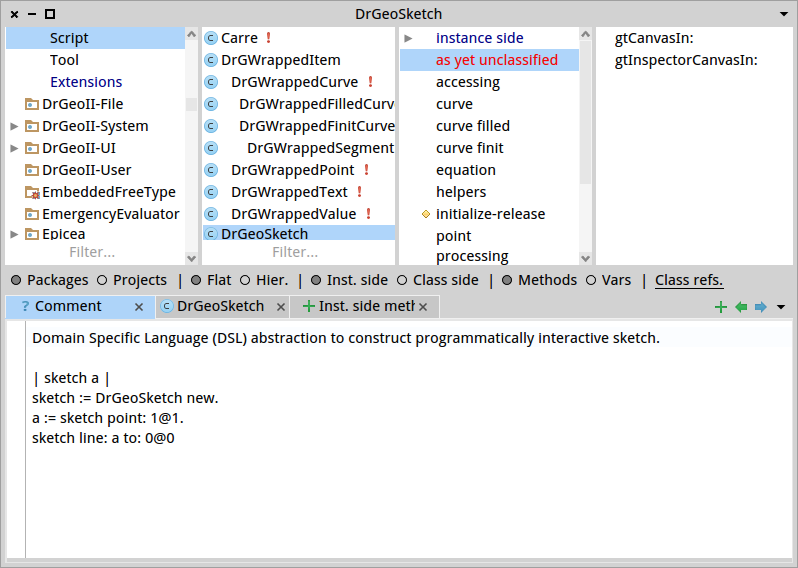 DrGeoSketch
Script
Tool
Extensions
DrGeoII-File
DrGeoII-System
DrGeoII-UI
DrGeoII-User
EmbeddedFreeType
EmergencyEvaluator
Epicea
Filter...
Carre !
DrGWrappedItem
DrGWrappedCurve !
DrGWrappedFilledCurv
DrGWrappedFinitCurve
DrGWrappedSegment
DrGWrappedPoint !
DrGWrappedText !
DrGWrappedValue !
DrGeoSketch
Filter...
instance side
as yet unclassified
accessing
curve
curve filled
curve finit
equation
helpers
initialize-release
point
processing
gtCanvasIn:
gtInspectorCanvasIn:
Packages Projects | Flat Hier. | Inst. side Class side | Methods Vars | Class refs.
? Comment × DrGeoSketch × Inst. side meth ×
Domain Specific Language (DSL) abstraction to construct programmatically interactive sketch.
| sketch a |
sketch := DrGeoSketch new.
a := sketch point: 1@1.
sketch line: a to: 0@0